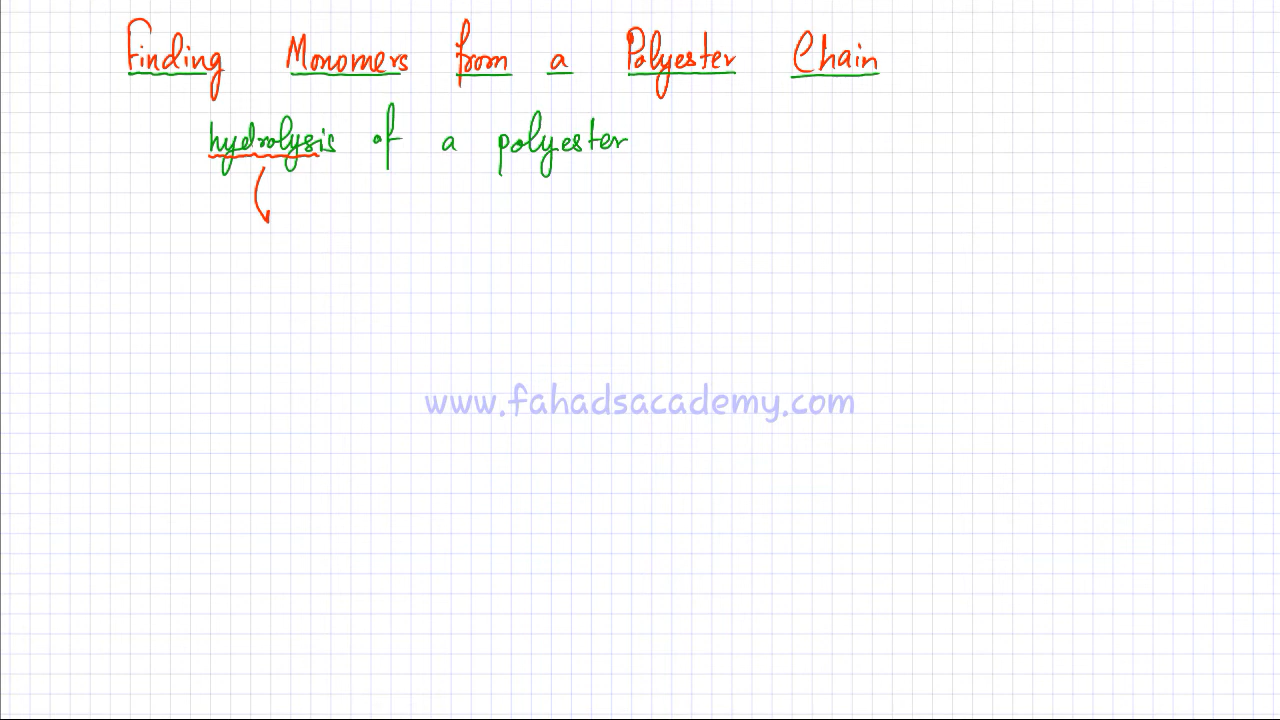 Finding Monomers from a Polyester Chain
hydrolysis of a polyester
www.fahadsacademy.com